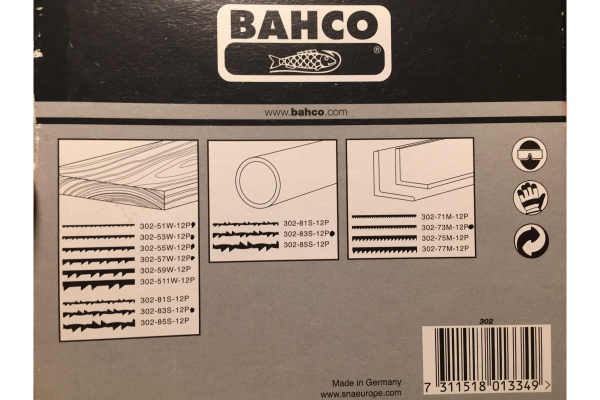 BAHCO
®
www.bahco.com
302-51W-12P
302-53W-12P
302-55W-12P
302-57W-12P
302-59W-12P
302-511W-12P
302-81S-12P
302-83S-12P
302-85S-12P
302-81S-12P
302-83S-12P
302-85S-12P
302-71M-12P
302-73M-12P
302-75M-12P
302-77M-12P
302
Made in Germany
www.snaeurope.com
7 311518 013349 >